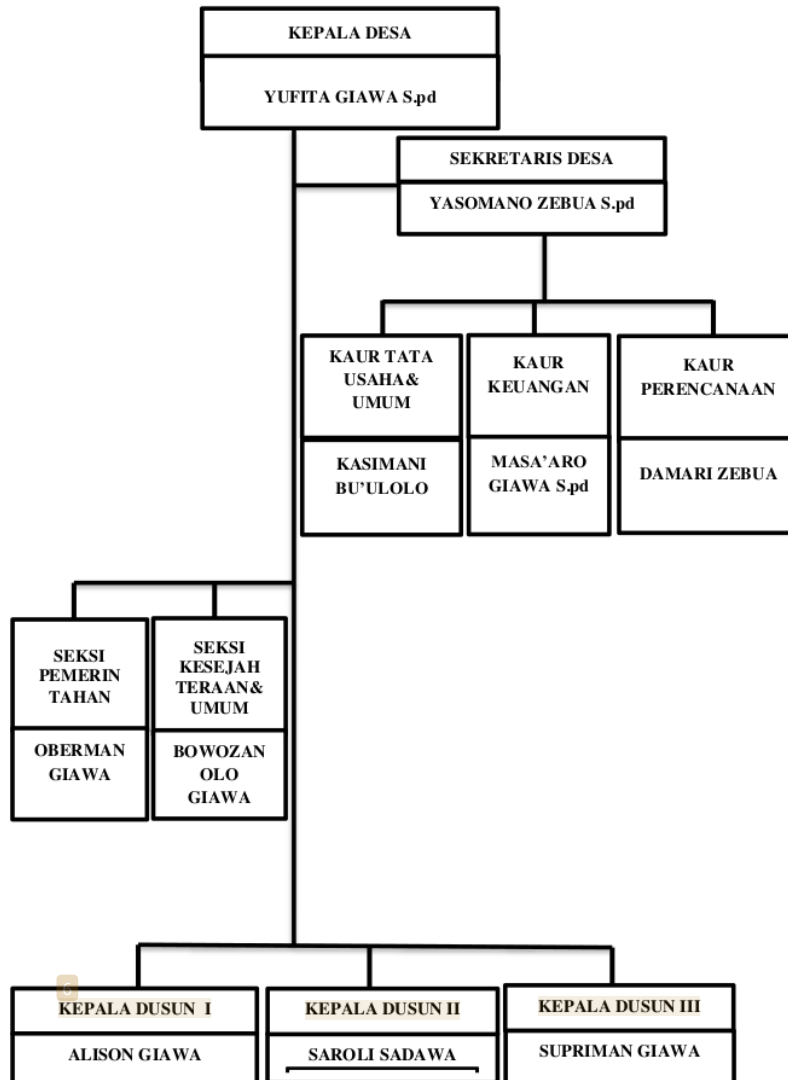 KEPALA DESA
YUFITA GIAWA S.pd
SEKRETARIS DESA
YASOMANO ZEBUA S.pd
KAUR TATA
USAHA&
UMUM
KASIMANI
BU’ULOLO
KAUR
KEUANGAN
MASA’ARO
GIAWA S.pd
KAUR
PERENCANAAN
DAMARI ZEBUA
SEKSI
PEMERIN
TAHAN
OBERMAN
GIAWA
SEKSI
KESEJAH
TERAAN&
UMUM
BOWOZAN
OLO
GIAWA
6
KEPALA DUSUN I
ALISON GIAWA
KEPALA DUSUN II
SAROLI SADAWA
KEPALA DUSUN III
SUPRIMAN GIAWA